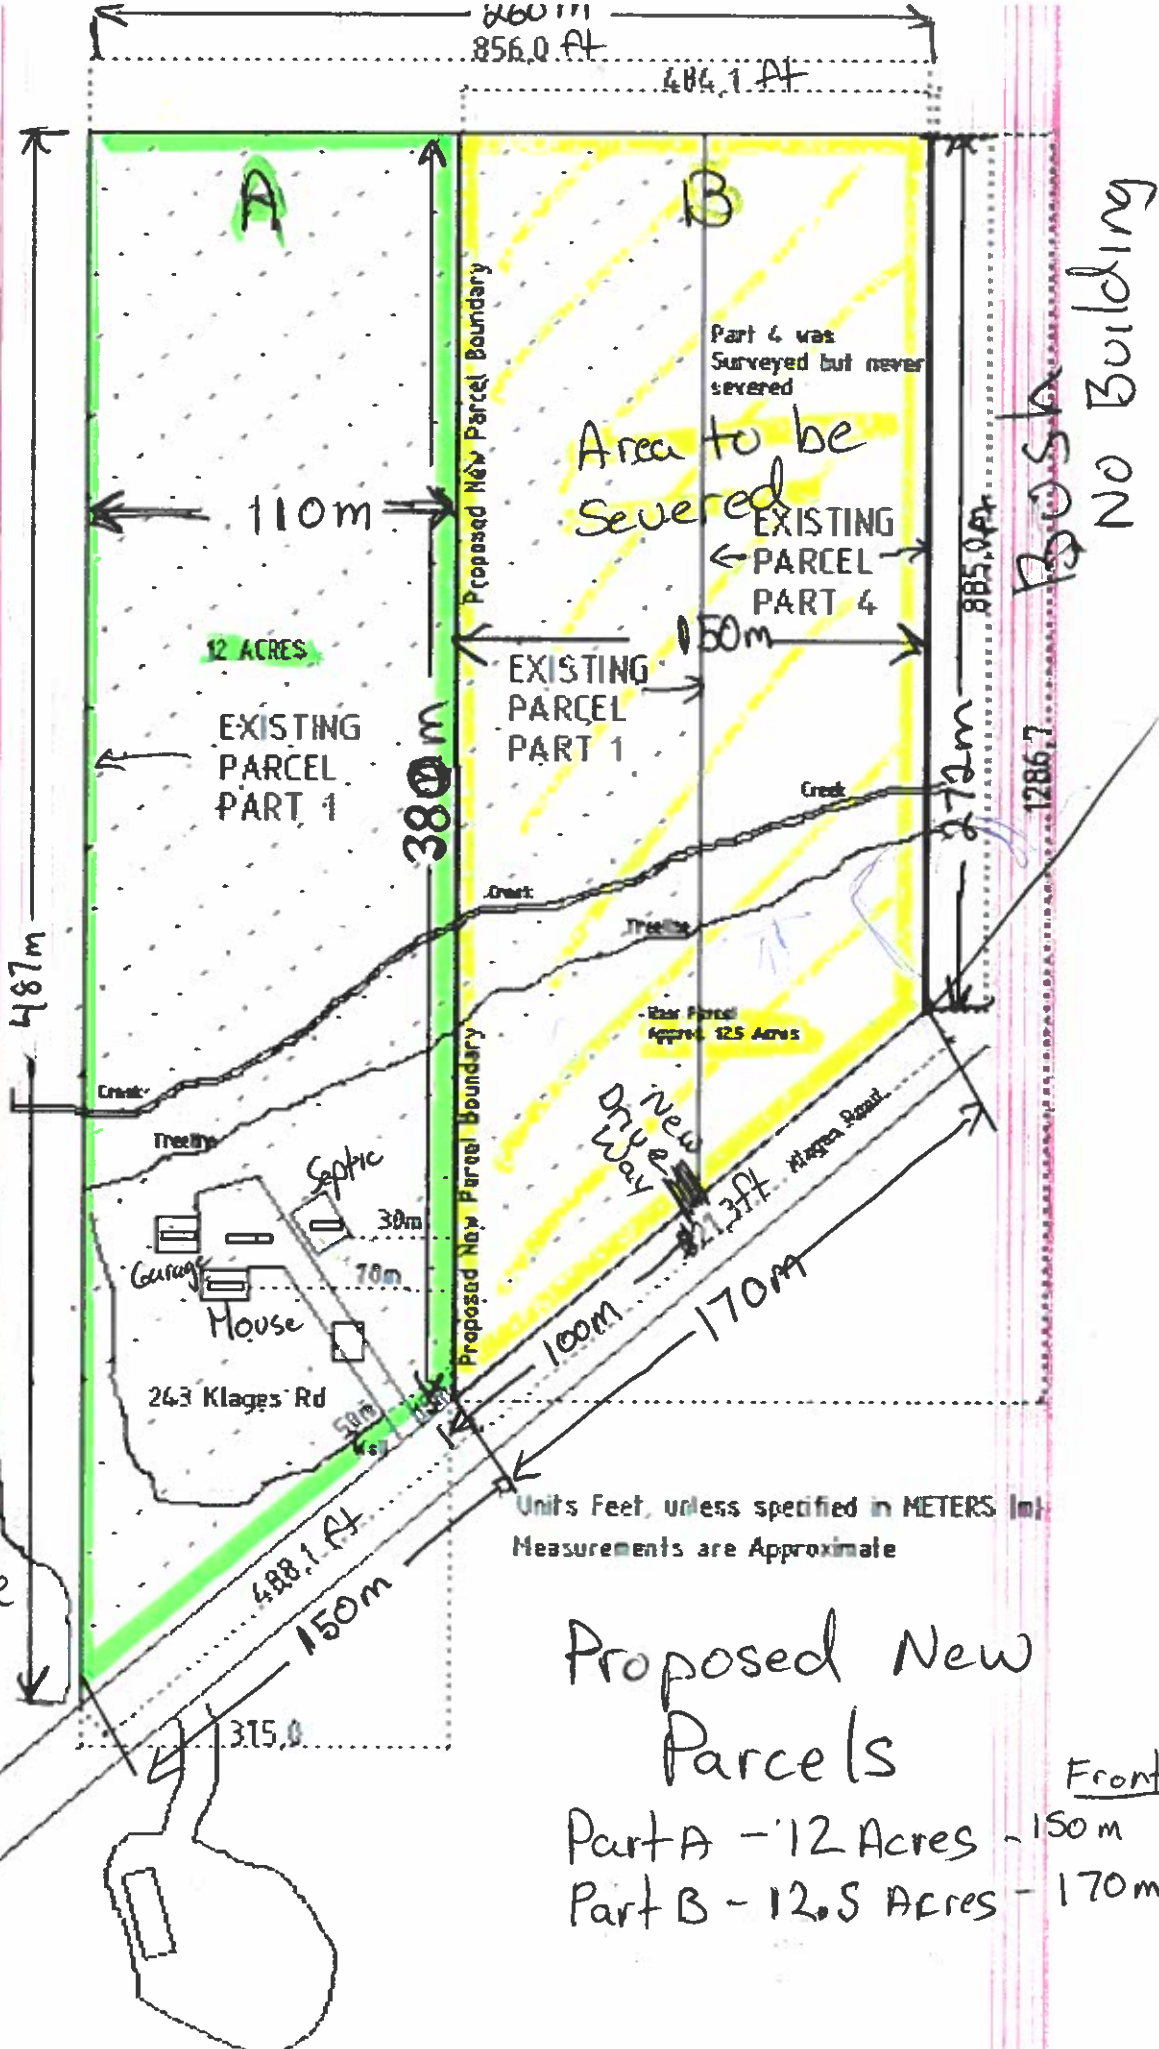 260m
856.0 ft
484.1 ft
A
B
No Building
Bush
Proposed New Parcel Boundary
Part 4 was
Surveyed but never
severed
Area to be
Severed
110m
EXISTING
PARCEL
PART 4
885.0 ft
150m
12 ACRES
EXISTING
PARCEL
PART 1
EXISTING
PARCEL
PART 1
380m
272m
1286.7
487m
Creek
Creek
Treeline
Creek
Treeline
Approx. 12.5 Acres
New
Drive
Way
Klages Road
Proposed New Parcel Boundary
Septic
30m
Garage
70m
House
243 Klages Rd
50m
100m
170m
488.1 ft
150m
Units Feet, unless specified in METERS (m)
Measurements are Approximate
315.0
Proposed New
Parcels
Front
Part A - 12 Acres - 150m
Part B - 12.5 Acres - 170m